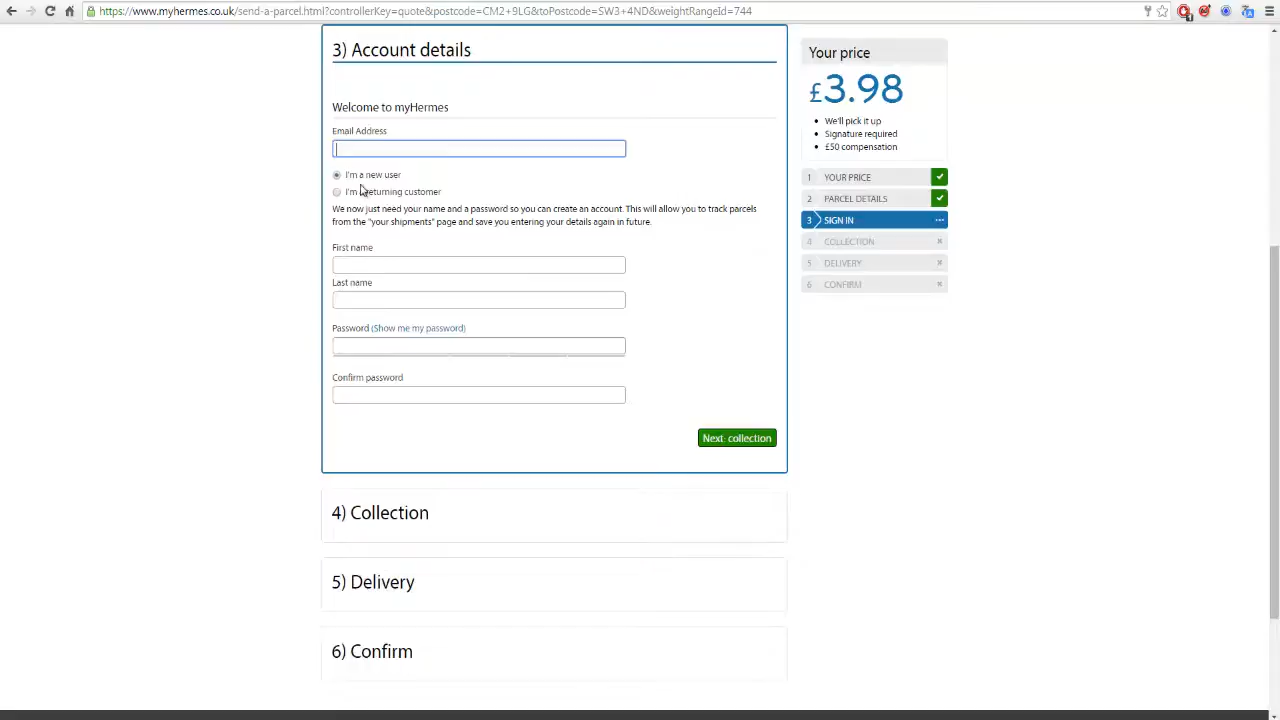 https://www.myhermes.co.uk/send-a-parcel.html?controllerKey=quote&postcode=CM2+9LG&toPostcode=SW3+4ND&weightRangeId=744
3) Account details
Welcome to myHermes
Email Address
I'm a new user
I'm a returning customer
We now just need your name and a password so you can create an account. This will allow you to track parcels
from the "your shipments" page and save you entering your details again in future.
First name
Last name
Password (Show me my password)
Confirm password
Next: collection
4) Collection
5) Delivery
6) Confirm
Your price
£3.98
We'll pick it up
Signature required
£50 compensation
1 YOUR PRICE
2 PARCEL DETAILS
3 SIGN IN
4 COLLECTION
5 DELIVERY
6 CONFIRM